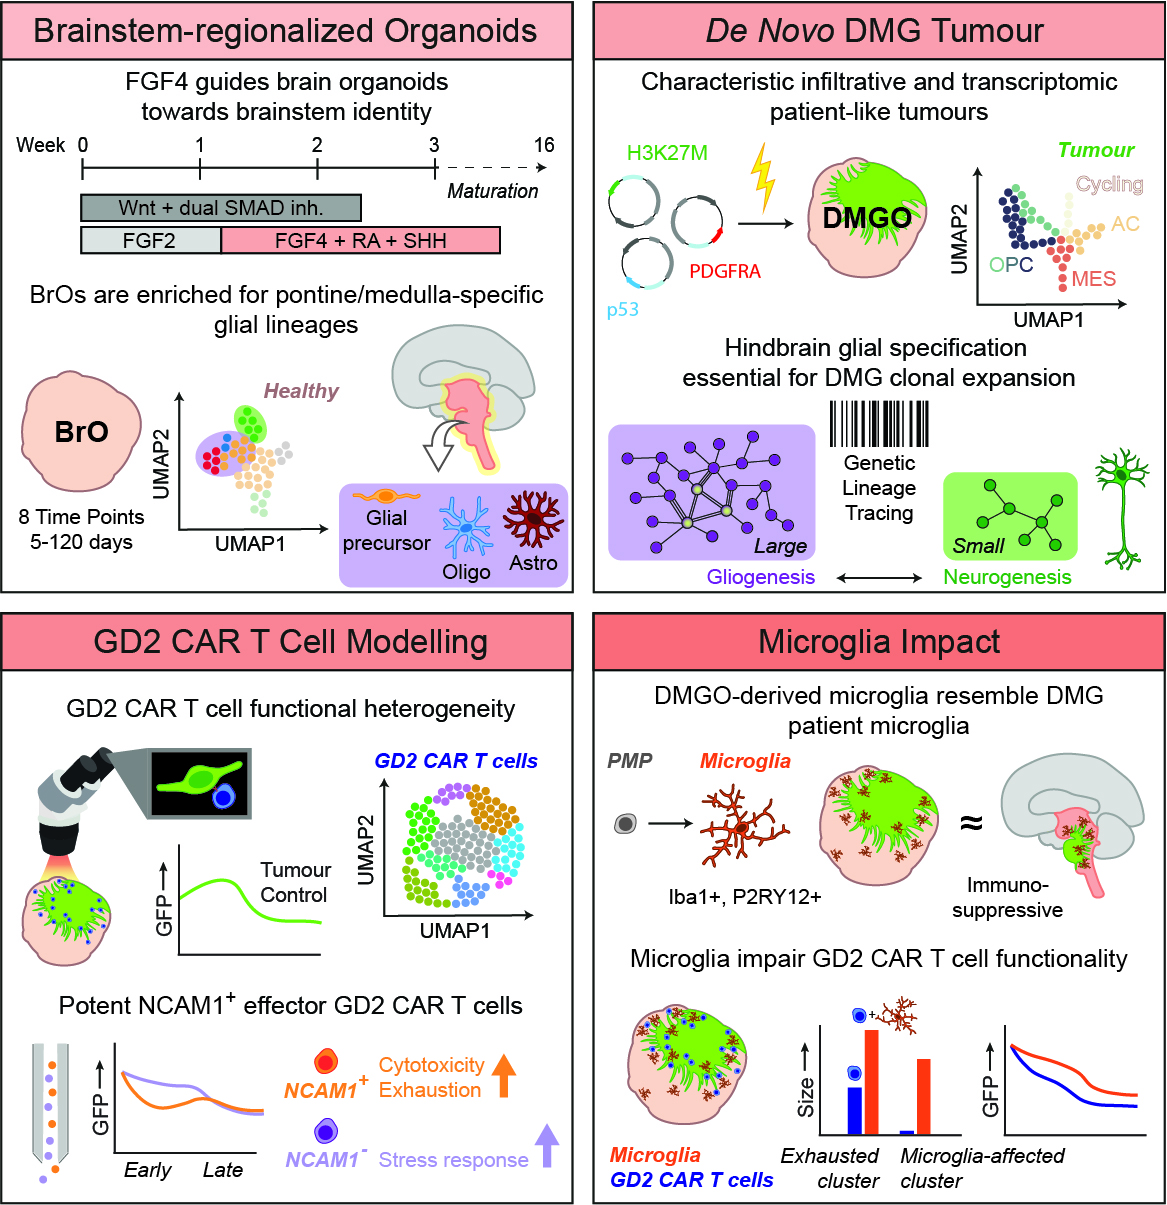 Brainstem-regionalized Organoids
FGF4 guides brain organoids
towards brainstem identity
Week 0 1 2 3 16
Maturation
Wnt + dual SMAD inh.
FGF2 FGF4 + RA + SHH
BrOs are enriched for pontine/medulla-specific
glial lineages
BrO
8 Time Points
5-120 days
Healthy
UMAP2
UMAP1
Glial
precursor
Oligo
Astro
De Novo DMG Tumour
Characteristic infiltrative and transcriptomic
patient-like tumours
H3K27M
PDGFRA
p53
DMGO
Tumour
Cycling
AC
OPC
MES
UMAP2
UMAP1
Hindbrain glial specification
essential for DMG clonal expansion
Genetic
Lineage
Tracing
Large
Small
Gliogenesis
Neurogenesis
GD2 CAR T Cell Modelling
GD2 CAR T cell functional heterogeneity
GFP
Tumour
Control
GD2 CAR T cells
UMAP2
UMAP1
Potent NCAM1+ effector GD2 CAR T cells
GFP
Early Late
NCAM1+
Cytotoxicity
Exhaustion
NCAM1-
Stress response
Microglia Impact
DMGO-derived microglia resemble DMG
patient microglia
PMP
Microglia
Iba1+, P2RY12+
≈
Immuno-
suppressive
Microglia impair GD2 CAR T cell functionality
Microglia
GD2 CAR T cells
Size
+
Exhausted
cluster
Microglia-affected
cluster
GFP